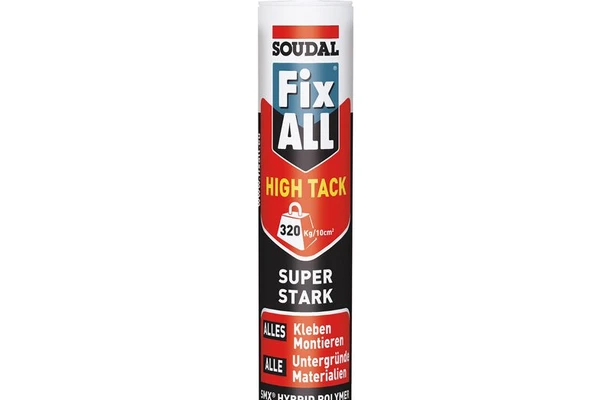 SOUDAL
Fix®
ALL
HIGH TACK
320 Kg/10cm²
SUPER
STARK
ALLES Kleben
Montieren
ALLE Untergründe
Materialien
SMX® HYBRID POLYMER